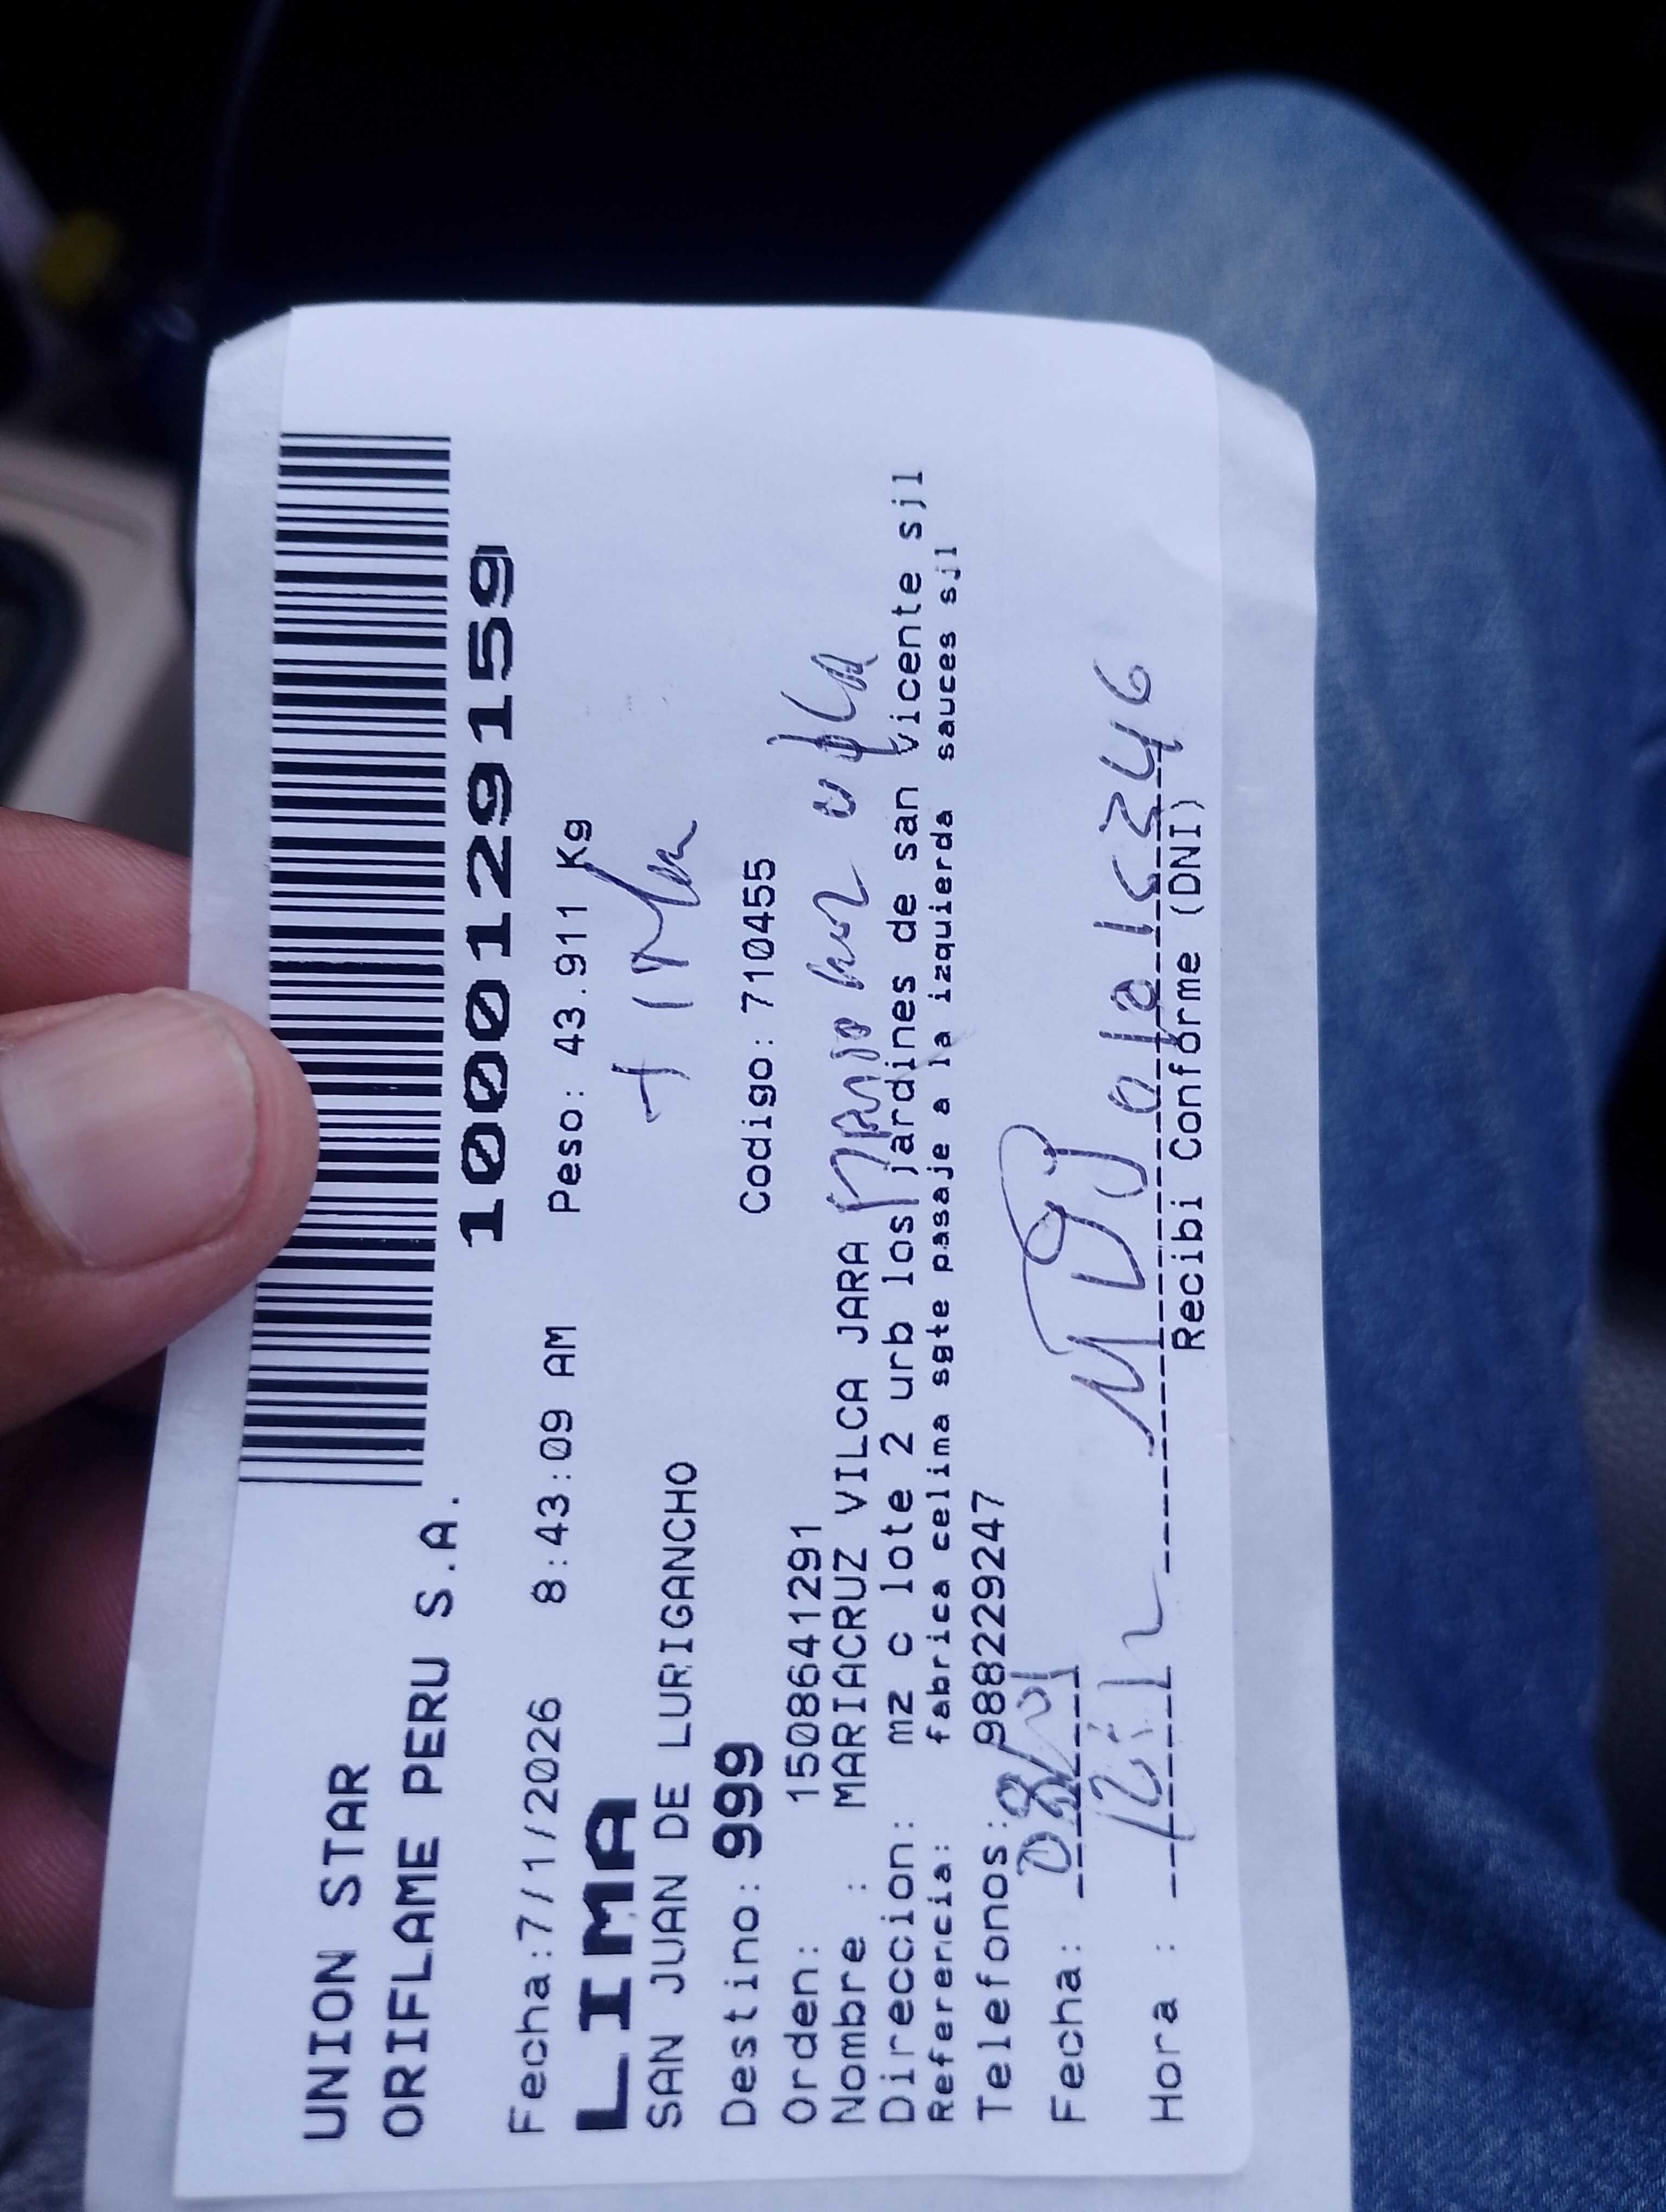 UNION STAR
ORIFLAME PERU S.A.
1000129159
Fecha:7/1/2026 8:43:09 AM Peso: 43.911 Kg
LIMA
SAN JUAN DE LURIGANCHO
Destino: 999 Codigo: 710455
Orden: 15086641291
Nombre : MARIACRUZ VILCA JARA
Direccion: mz c lote 2 urb los jardines de san vicente sjl
Referencia: fabrica celima sgte pasaje a la izquierda sauces sjl
Telefonos: 988229247
Fecha: 08/01
Hora :
Recibi Conforme (DNI)